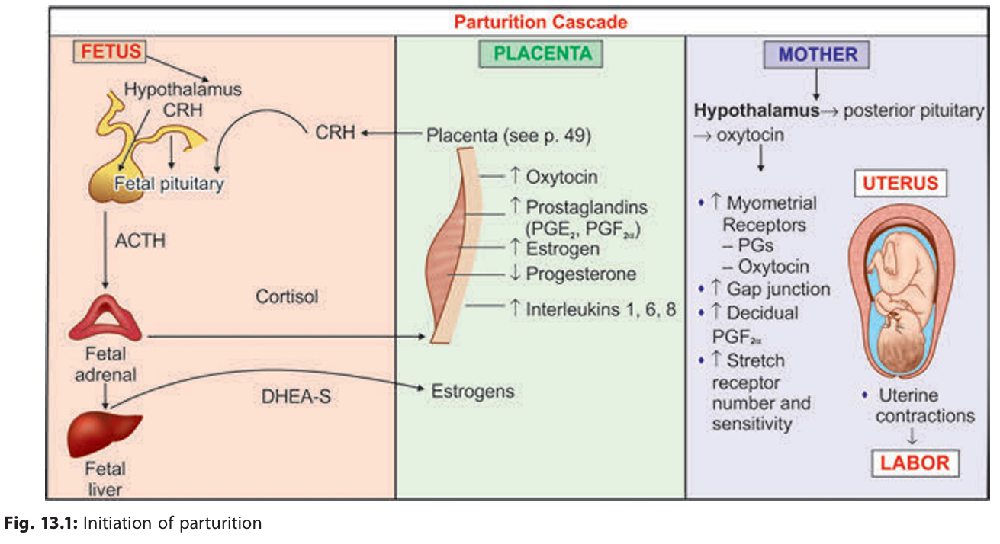 Parturition Cascade
FETUS
Hypothalamus
CRH
Fetal pituitary
ACTH
Fetal
adrenal
Fetal
liver
CRH
Cortisol
DHEA-S
PLACENTA
Placenta (see p. 49)
↑ Oxytocin
↑ Prostaglandins
(PGE₂, PGF₂α)
↑ Estrogen
↓ Progesterone
↑ Interleukins 1, 6, 8
Estrogens
MOTHER
Hypothalamus→ posterior pituitary
→ oxytocin
♦ ↑ Myometrial
Receptors
– PGs
– Oxytocin
♦ ↑ Gap junction
♦ ↑ Decidual
PGF₂α
♦ ↑ Stretch
receptor
number and
sensitivity
UTERUS
♦ Uterine
contractions
↓
LABOR
Fig. 13.1: Initiation of parturition